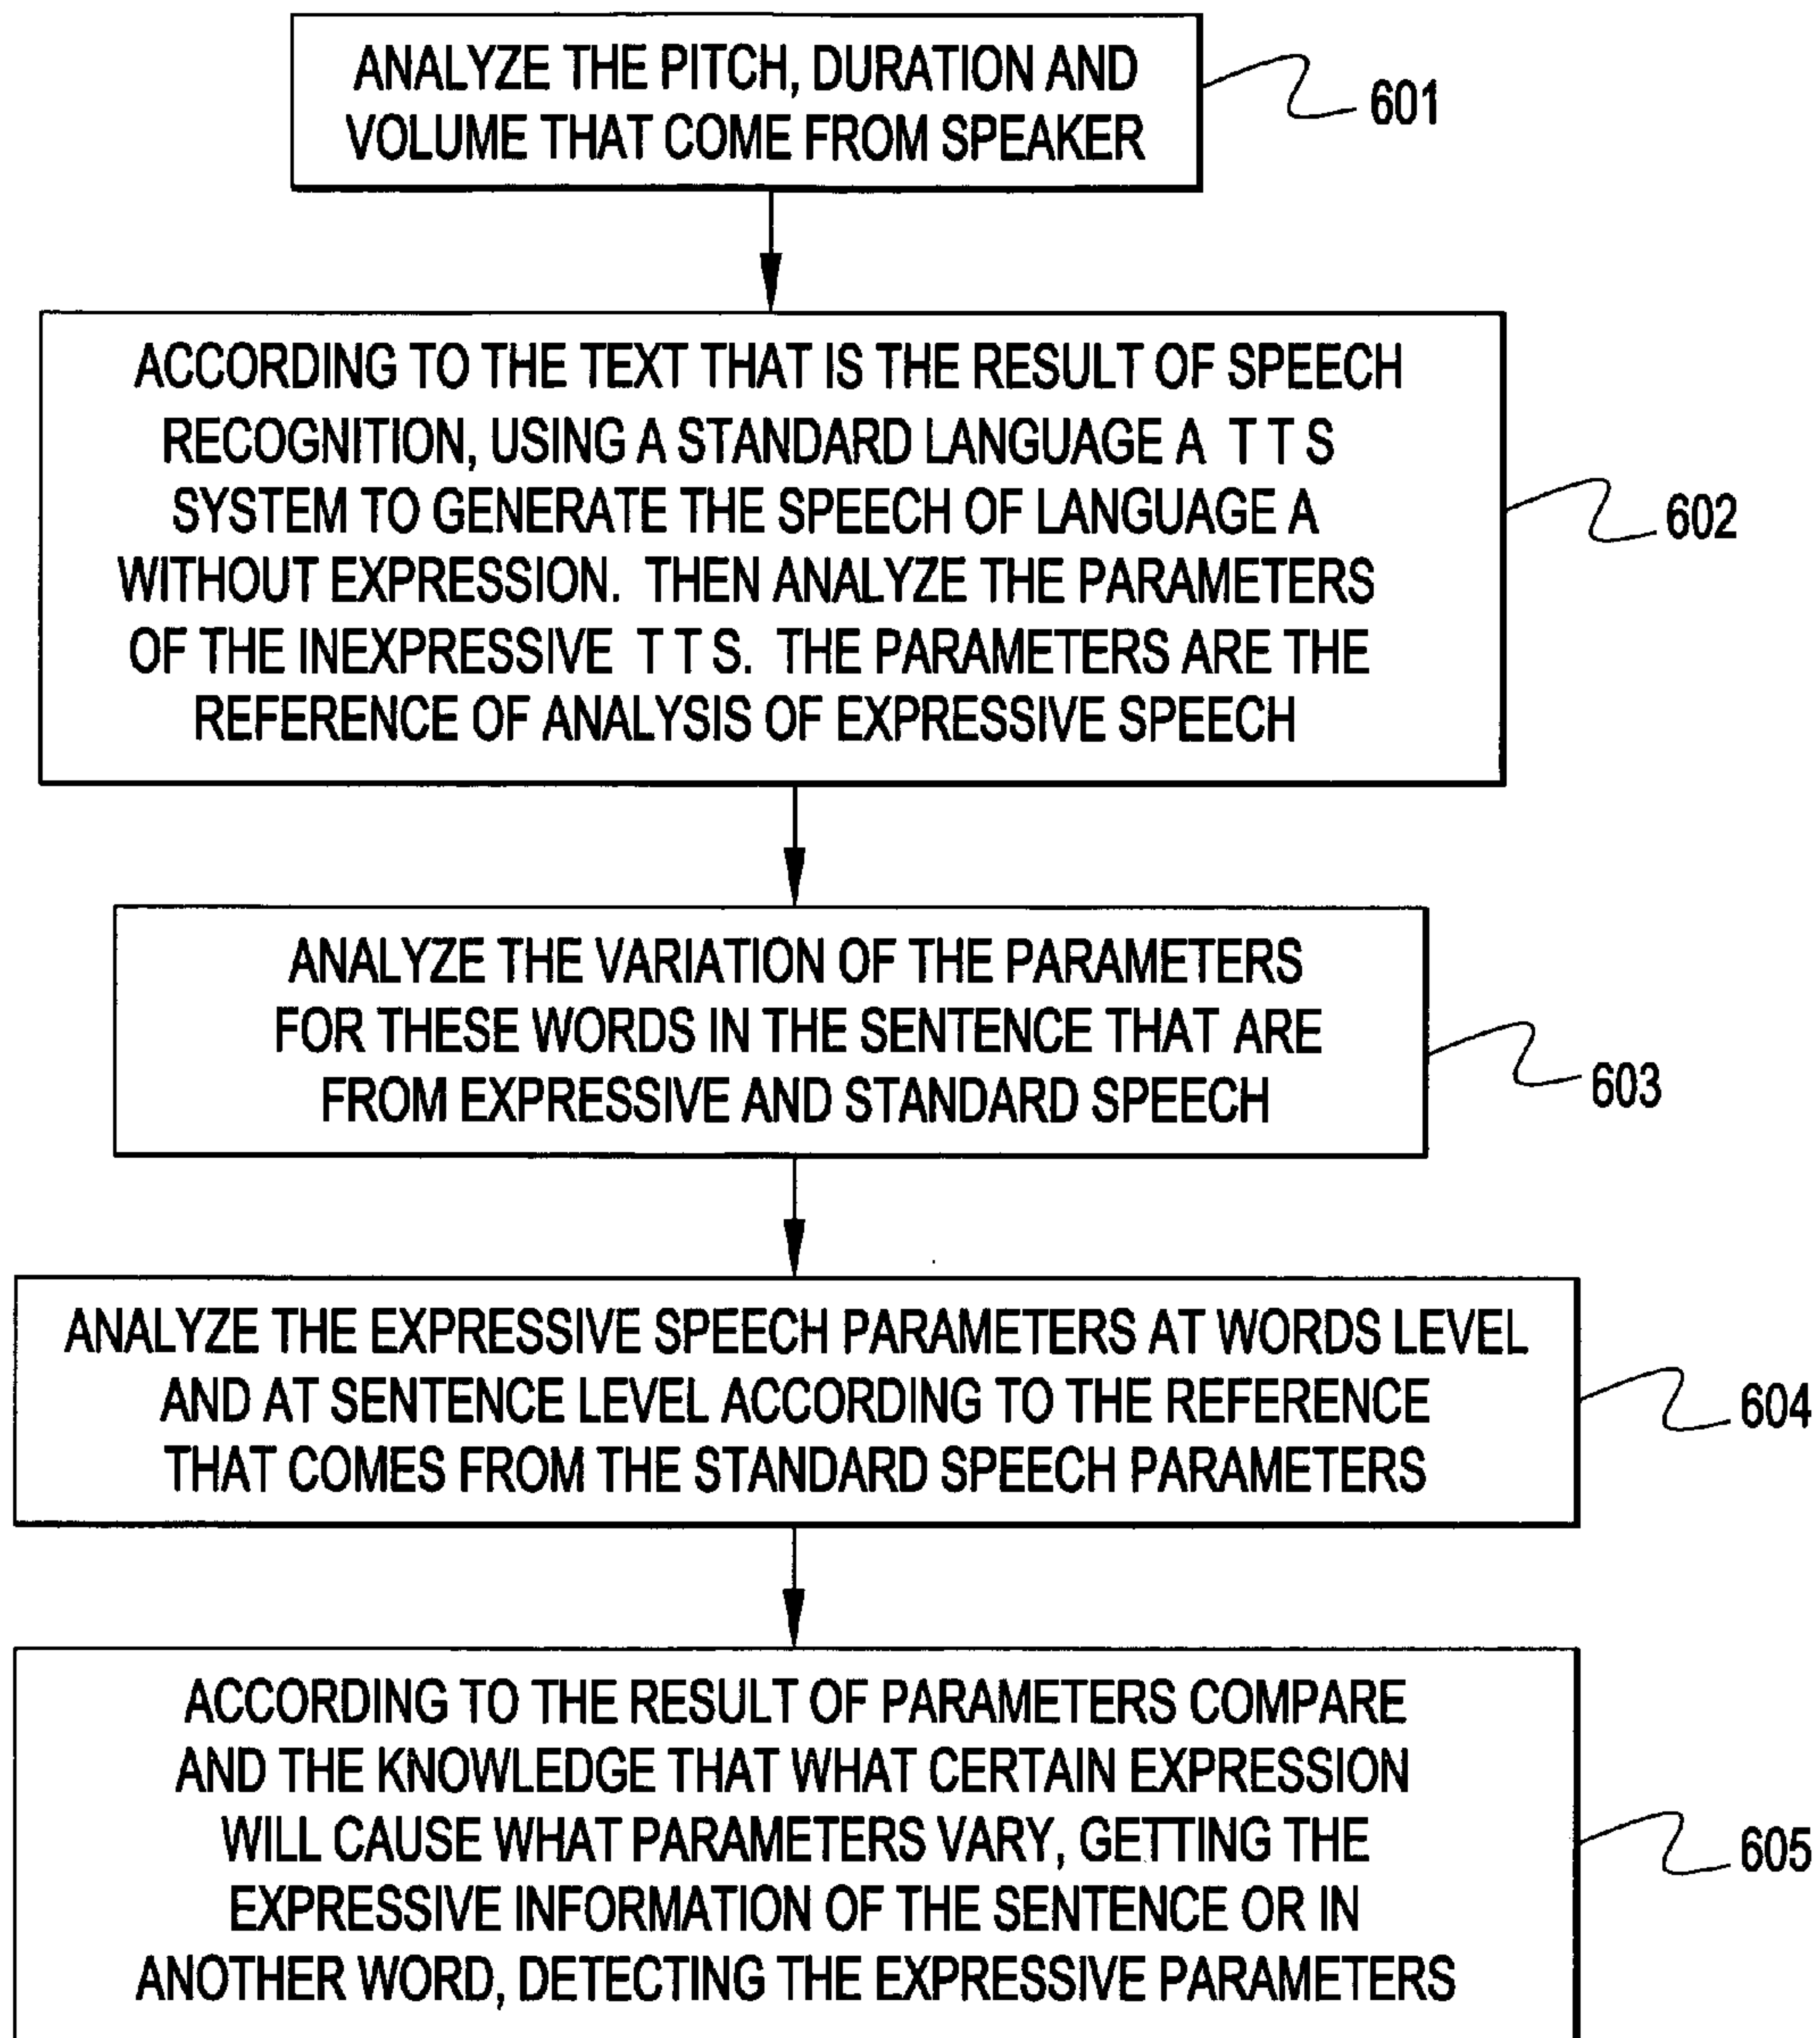 ANALYZE THE PITCH, DURATION AND
VOLUME THAT COME FROM SPEAKER
601
ACCORDING TO THE TEXT THAT IS THE RESULT OF SPEECH
RECOGNITION, USING A STANDARD LANGUAGE A T T S
SYSTEM TO GENERATE THE SPEECH OF LANGUAGE A
WITHOUT EXPRESSION. THEN ANALYZE THE PARAMETERS
OF THE INEXPRESSIVE T T S. THE PARAMETERS ARE THE
REFERENCE OF ANALYSIS OF EXPRESSIVE SPEECH
602
ANALYZE THE VARIATION OF THE PARAMETERS
FOR THESE WORDS IN THE SENTENCE THAT ARE
FROM EXPRESSIVE AND STANDARD SPEECH
603
ANALYZE THE EXPRESSIVE SPEECH PARAMETERS AT WORDS LEVEL
AND AT SENTENCE LEVEL ACCORDING TO THE REFERENCE
THAT COMES FROM THE STANDARD SPEECH PARAMETERS
604
ACCORDING TO THE RESULT OF PARAMETERS COMPARE
AND THE KNOWLEDGE THAT WHAT CERTAIN EXPRESSION
WILL CAUSE WHAT PARAMETERS VARY, GETTING THE
EXPRESSIVE INFORMATION OF THE SENTENCE OR IN
ANOTHER WORD, DETECTING THE EXPRESSIVE PARAMETERS
605